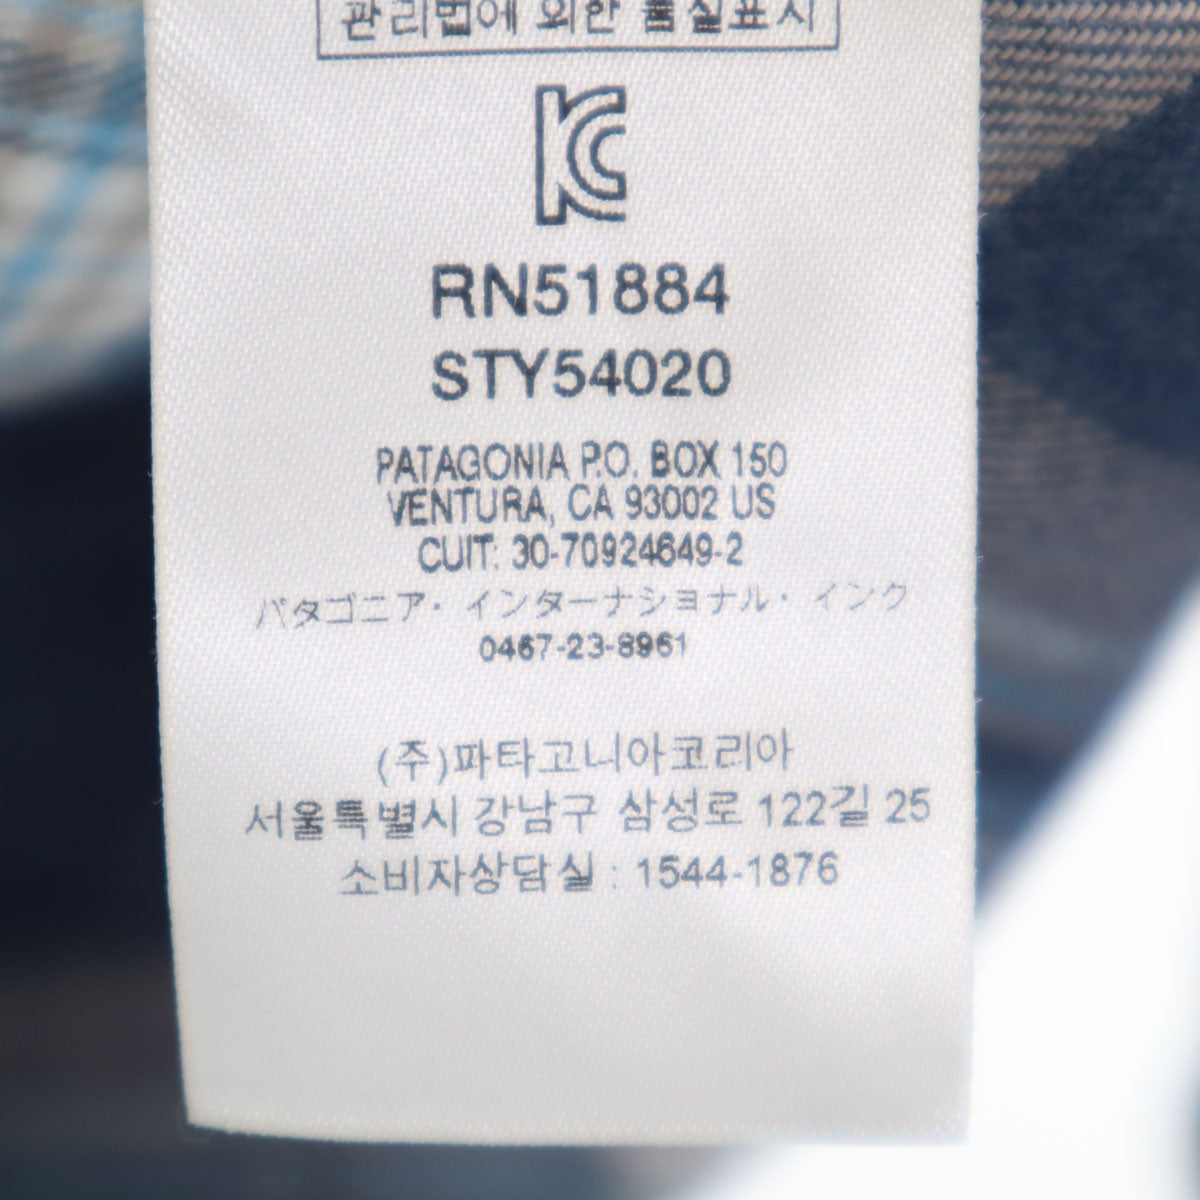 관리법에 의한 품질표시
KC
RN51884
STY54020
PATAGONIA P.O. BOX 150
VENTURA, CA 93002 US
CUIT: 30-70924649-2
パタゴニア・インターナショナル・インク
0467-23-8961
(주)파타고니아코리아
서울특별시 강남구 삼성로 122길 25
소비자상담실 : 1544-1876